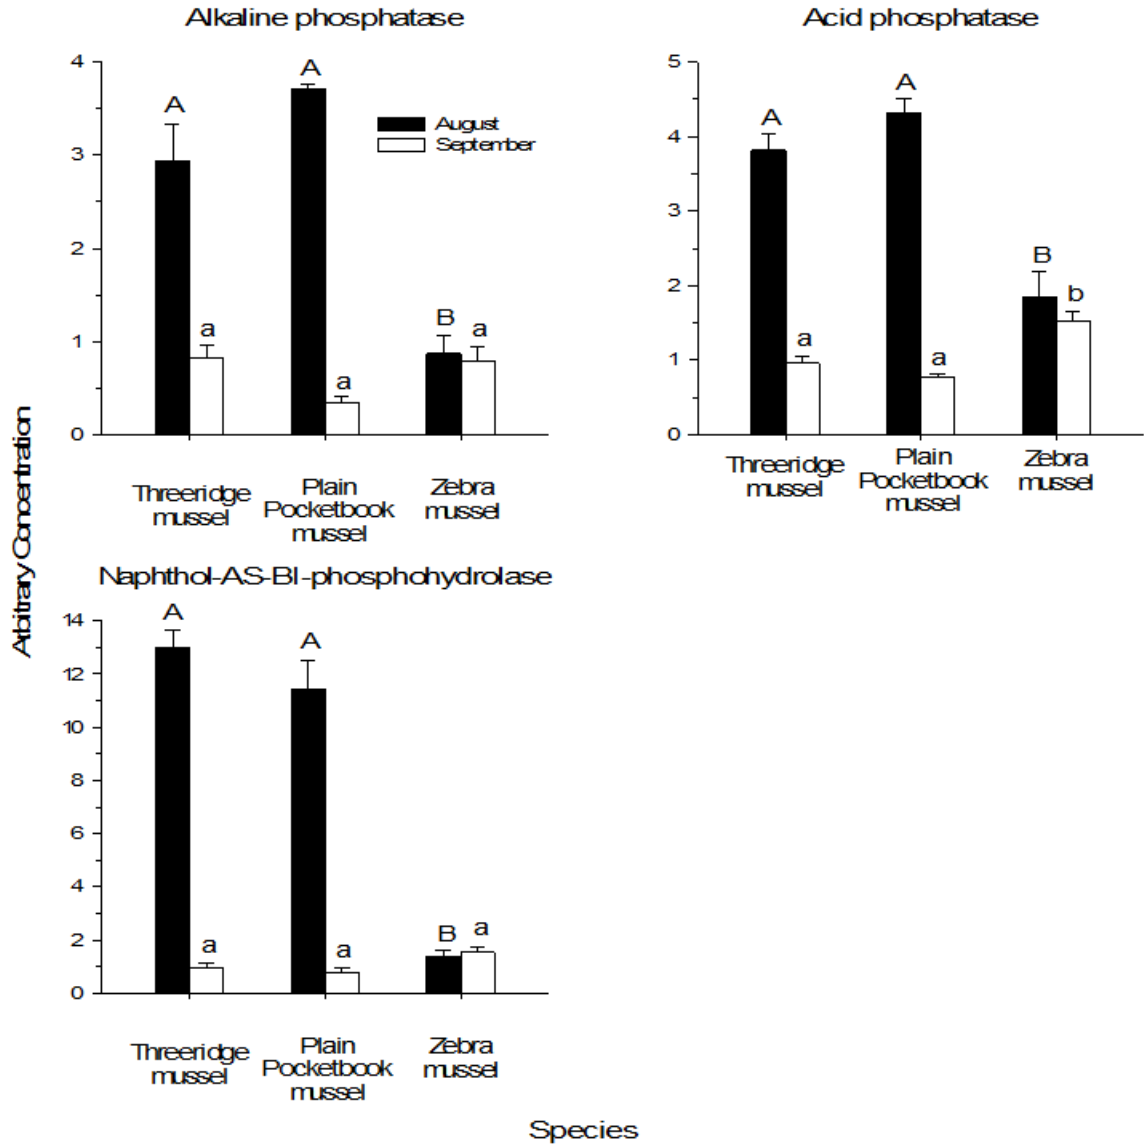 Alkaline phosphatase
4
3
2
1
0
A
a
A
a
B
a
August
September
Threeridge
mussel
Plain
Pocketbook
mussel
Zebra
mussel
Acid phosphatase
5
4
3
2
1
0
A
a
A
a
B
b
Threeridge
mussel
Plain
Pocketbook
mussel
Zebra
mussel
Arbitrary Concentration
Naphthol-AS-BI-phosphohydrolase
14
12
10
8
6
4
2
0
A
a
A
a
B
a
Threeridge
mussel
Plain
Pocketbook
mussel
Zebra
mussel
Species